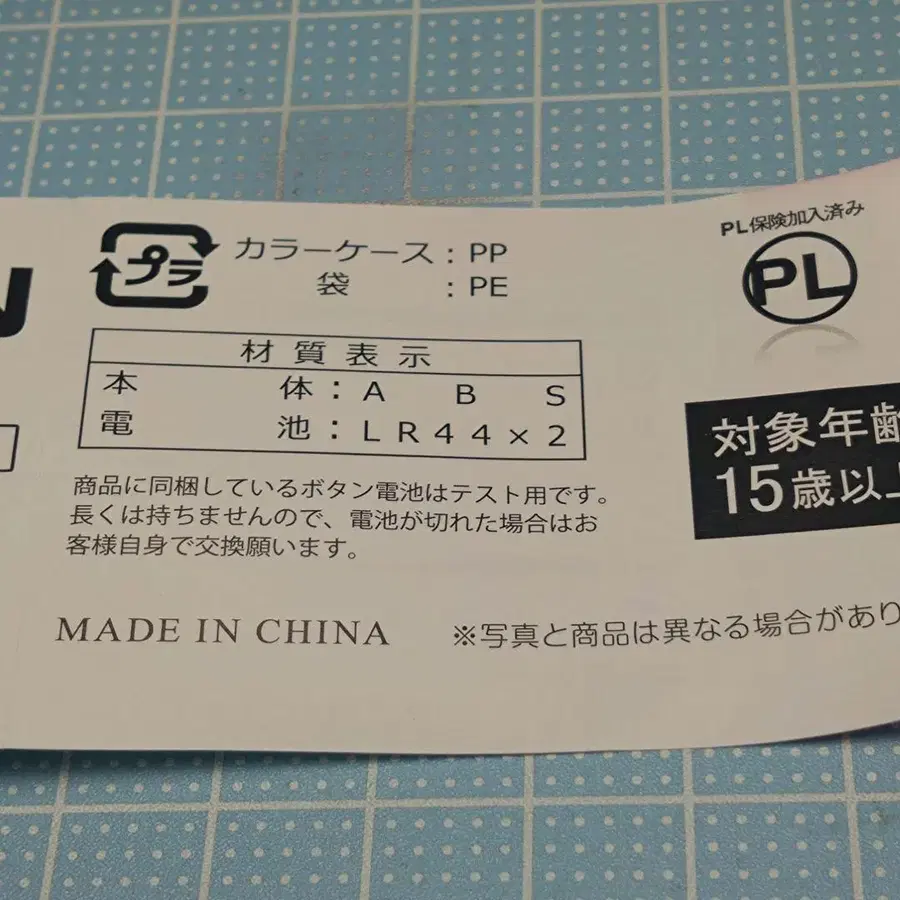 プラ
カラーケース：PP
袋　：PE
材質表示
本体：ABS
電池：LR44×2
商品に同梱しているボタン電池はテスト用です。
長くは持ちませんので、電池が切れた場合はお
客様自身で交換願います。
MADE IN CHINA
※写真と商品は異なる場合があり
PL保険加入済み
PL
対象年齢
15歳以上